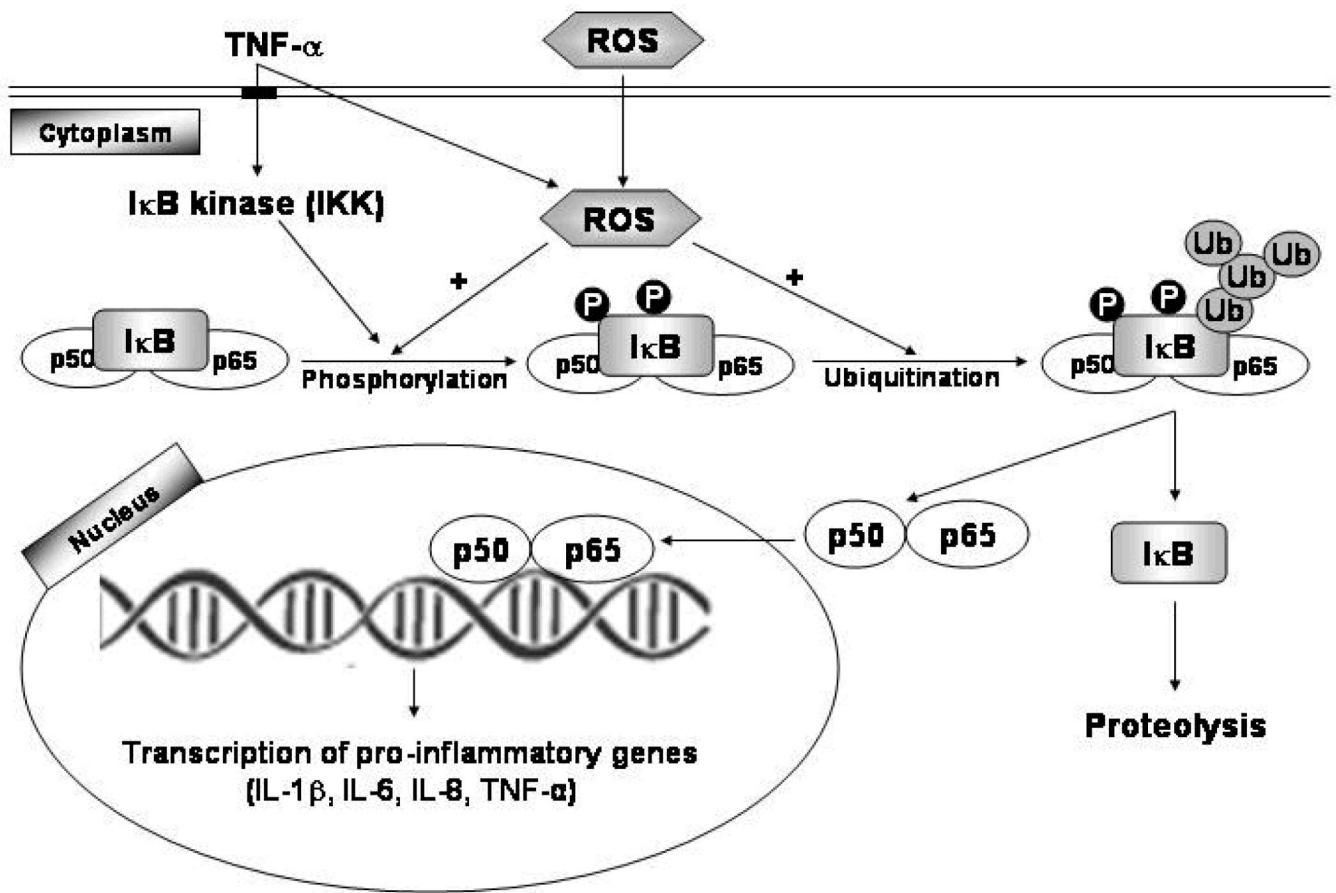 TNF-α
ROS
Cytoplasm
IκB kinase (IKK)
ROS
+
+
Ub
Ub
Ub
Ub
P
P
P
P
p50
IκB
p65
Phosphorylation
p50
IκB
p65
Ubiquitination
p50
IκB
p65
Nucleus
p50
p65
p50
p65
IκB
Proteolysis
Transcription of pro-inflammatory genes
(IL-1β, IL-6, IL-8, TNF-α)